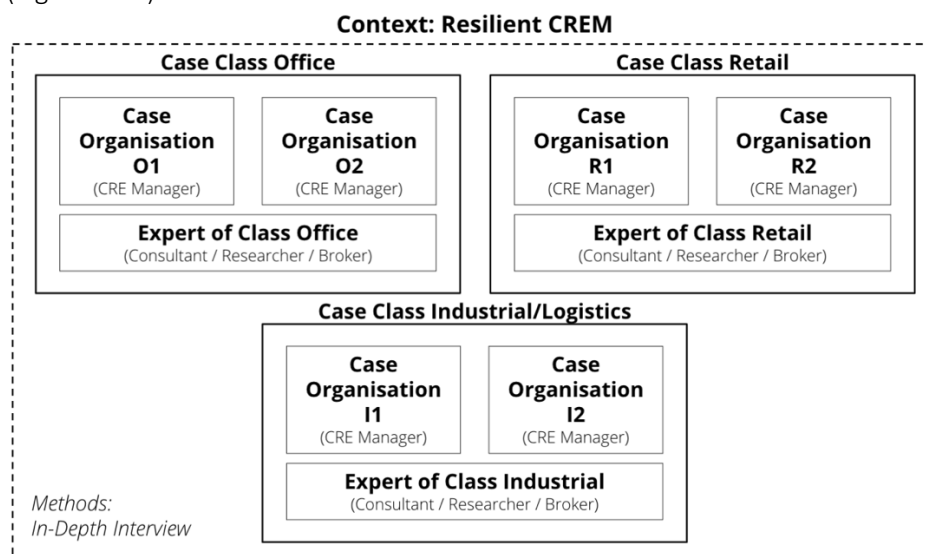 Context: Resilient CREM
Case Class Office
Case
Organisation
O1
(CRE Manager)
Case
Organisation
O2
(CRE Manager)
Expert of Class Office
(Consultant / Researcher / Broker)
Case Class Retail
Case
Organisation
R1
(CRE Manager)
Case
Organisation
R2
(CRE Manager)
Expert of Class Retail
(Consultant / Researcher / Broker)
Case Class Industrial/Logistics
Case
Organisation
I1
(CRE Manager)
Case
Organisation
I2
(CRE Manager)
Expert of Class Industrial
(Consultant / Researcher / Broker)
Methods:
In-Depth Interview